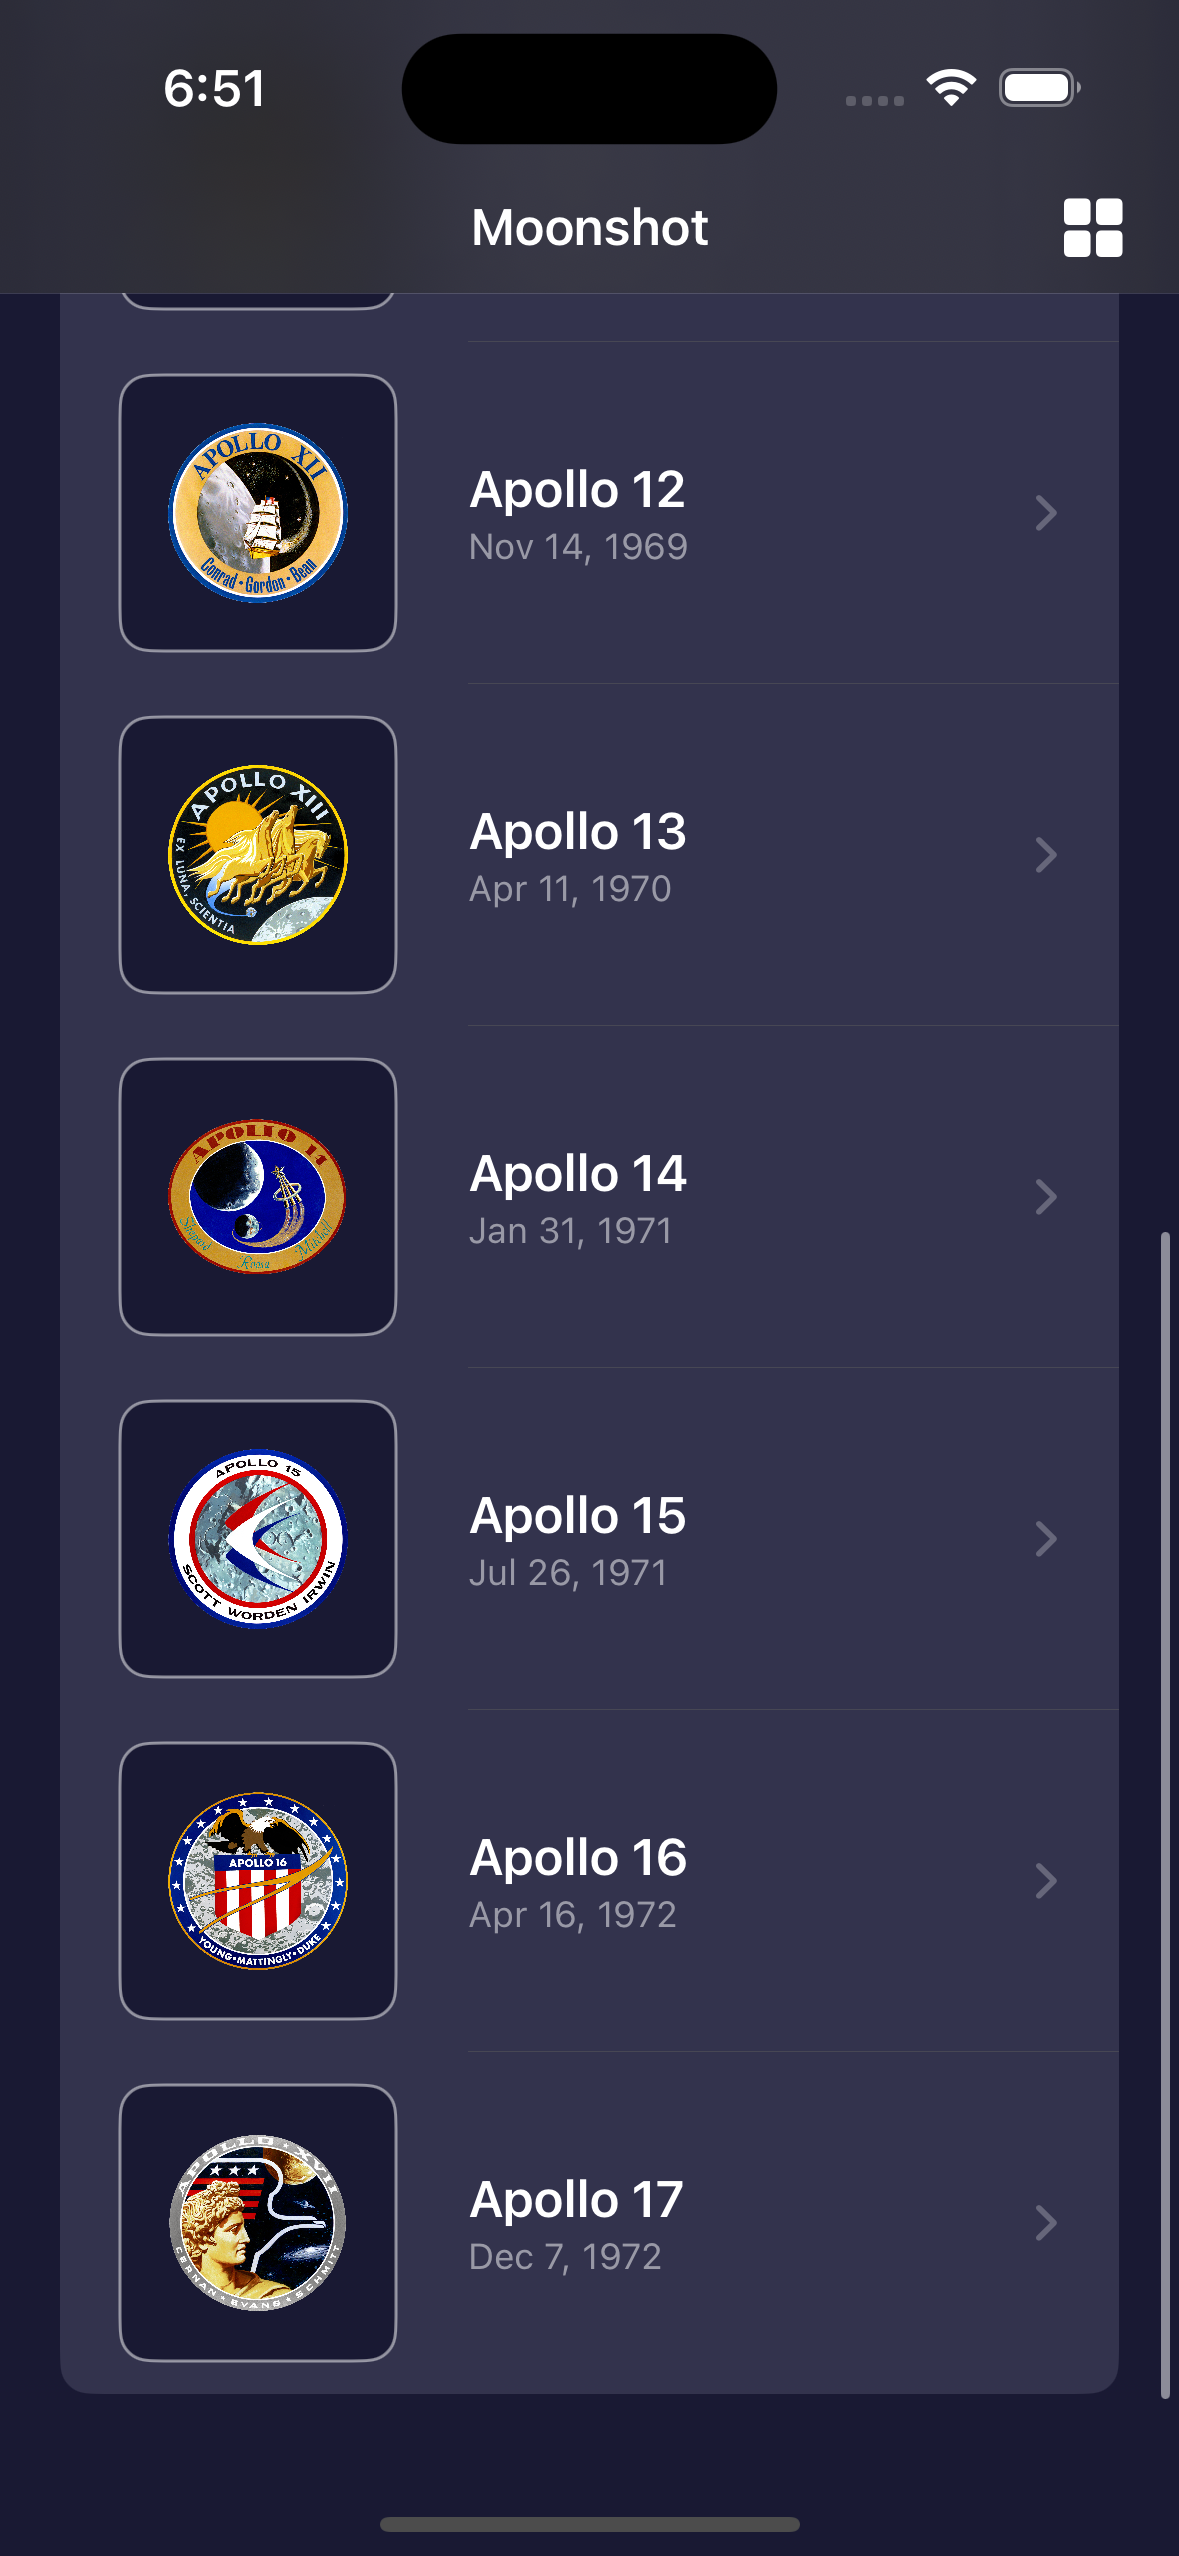 6:51
Moonshot
APOLLO XII
Conrad • Gordon • Bean
Apollo 12
Nov 14, 1969
APOLLO XIII
EX LUNA, SCIENTIA
Apollo 13
Apr 11, 1970
APOLLO 14
Shepard Roosa Mitchell
Apollo 14
Jan 31, 1971
APOLLO 15
SCOTT WORDEN IRWIN
Apollo 15
Jul 26, 1971
APOLLO 16
YOUNG•MATTINGLY•DUKE
Apollo 16
Apr 16, 1972
APOLLO XVII
CERNAN EVANS SCHMITT
Apollo 17
Dec 7, 1972